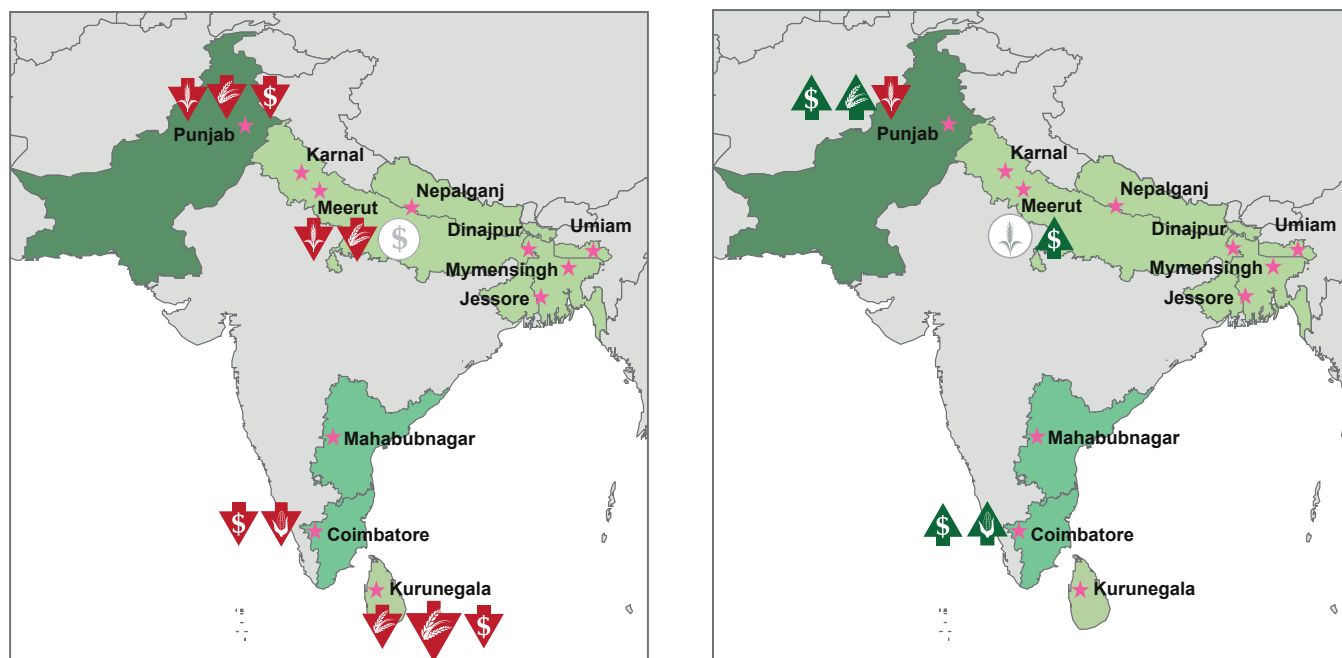 $
Punjab
Karnal
Nepalganj
Meerut
Umiam
Dinajpur
$
Mymensingh
Jessore
Mahabubnagar
$
Coimbatore
Kurunegala
$
$
Punjab
Karnal
Nepalganj
Meerut
Umiam
Dinajpur
$
Mymensingh
Jessore
Mahabubnagar
$
Coimbatore
Kurunegala